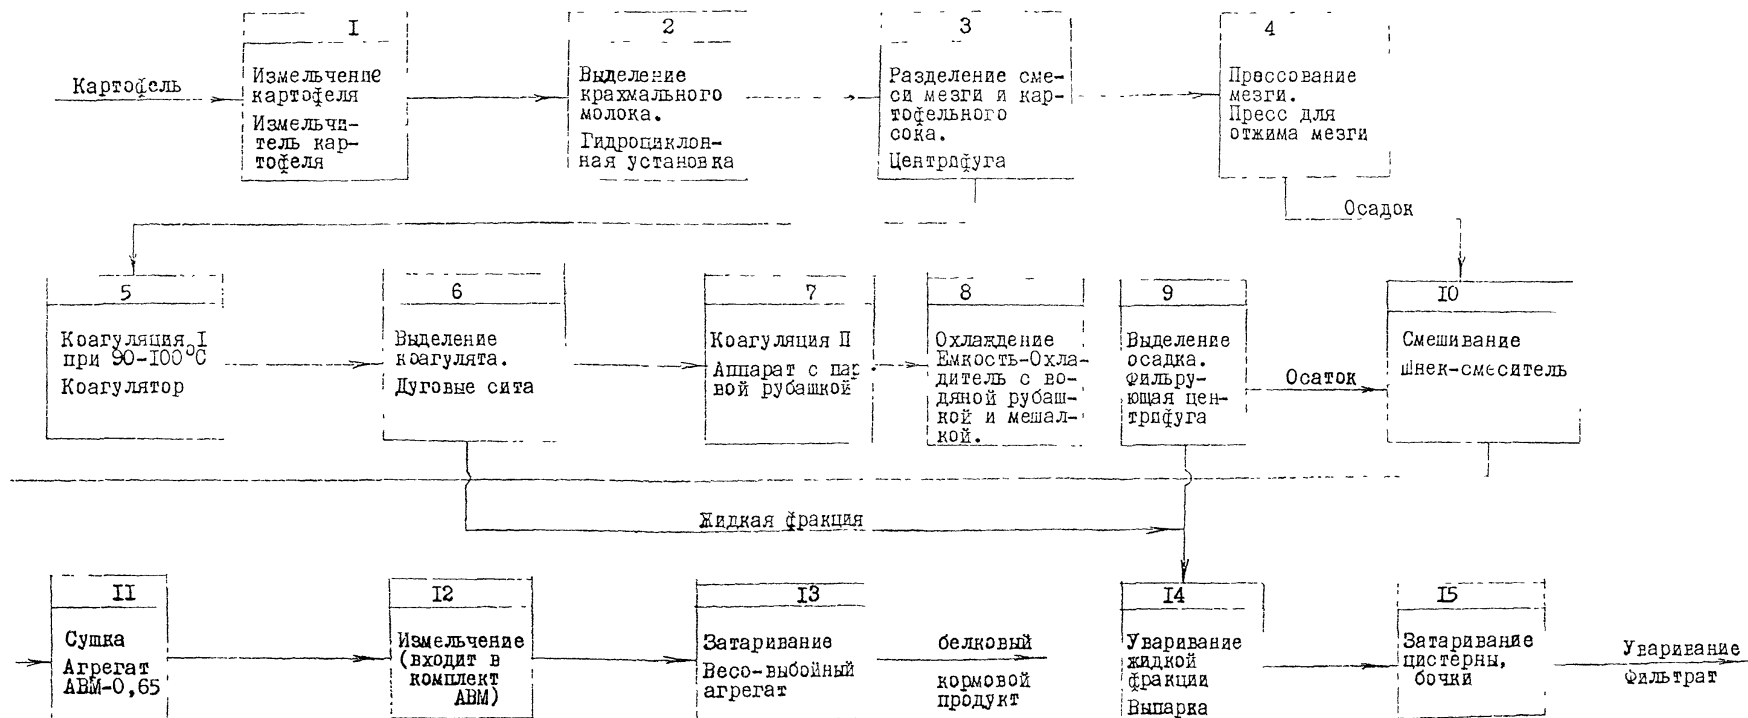 Картофель
I
Измельчение
картофеля
Измельчи-
тель кар-
тофеля
2
Выделение
крахмального
молока.
Гидроциклон-
ная установка
3
Разделение сме-
си мезги и кар-
тофельного
сока.
Центрифуга
4
Прессование
мезги.
Пресс для
отжима мезги
Осадок
5
Коагуляция I
при 90-100°С
Коагулятор
6
Выделение
коагулята.
Дуговые сита
7
Коагуляция П
Аппарат с пар
вой рубашкой
8
Охлаждение
Емкость-Охла-
дитель с во-
дяной рубаш-
кой и мешал-
кой.
9
Выделение
осадка.
Фильтру-
ющая цен-
трифуга
Осаток
10
Смешивание
Шнек-смеситель
Жидкая фракция
II
Сушка
Агрегат
АВМ-0,65
I2
Измельчение
(входит в
комплект
АВМ)
I3
Затаривание
Весо-выбойный
агрегат
белковый
кормовой
продукт
I4
Уваривание
жидкой
фракции
Выпарка
I5
Затаривание
цистерны,
бочки
Уваривание
Фильтрат